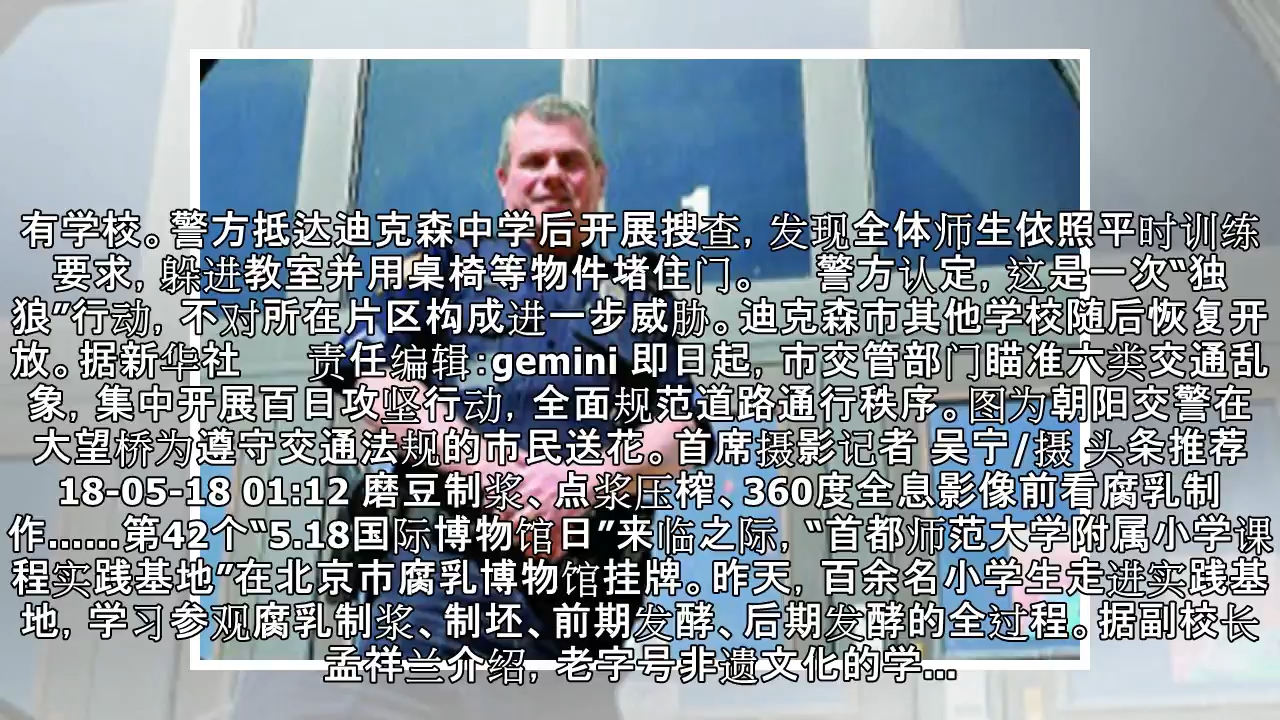 1
有学校。警方抵达迪克森中学后开展搜查，发现全体师生依照平时训练
要求，躲进教室并用桌椅等物件堵住门。　警方认定，这是一次“独
狼”行动，不对所在片区构成进一步威胁。迪克森市其他学校随后恢复开
放。据新华社　　责任编辑：gemini 即日起，市交管部门瞄准六类交通乱
象，集中开展百日攻坚行动，全面规范道路通行秩序。图为朝阳交警在
大望桥为遵守交通法规的市民送花。首席摄影记者 吴宁/摄 头条推荐
18-05-18 01:12 磨豆制浆、点浆压榨、360度全息影像前看腐乳制
作……第42个“5.18国际博物馆日”来临之际，“首都师范大学附属小学课
程实践基地”在北京市腐乳博物馆挂牌。昨天，百余名小学生走进实践基
地，学习参观腐乳制浆、制坯、前期发酵、后期发酵的全过程。据副校长
孟祥兰介绍，老字号非遗文化的学...